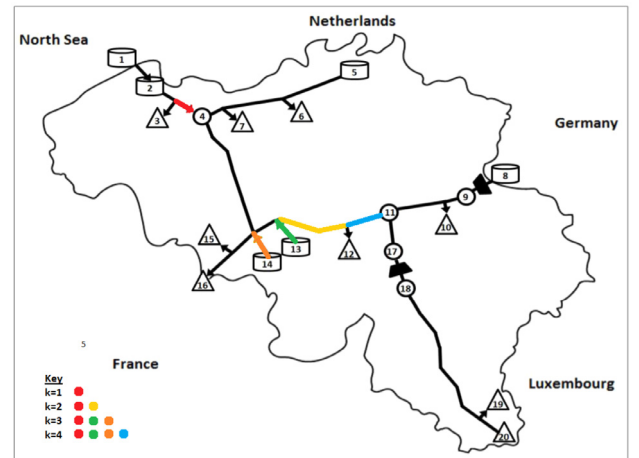 Netherlands
North Sea
1
2
5
3
4
7
6
Germany
8
9
10
11
12
13
14
15
16
17
18
5
France
Luxembourg
19
20
Key
k=1
k=2
k=3
k=4